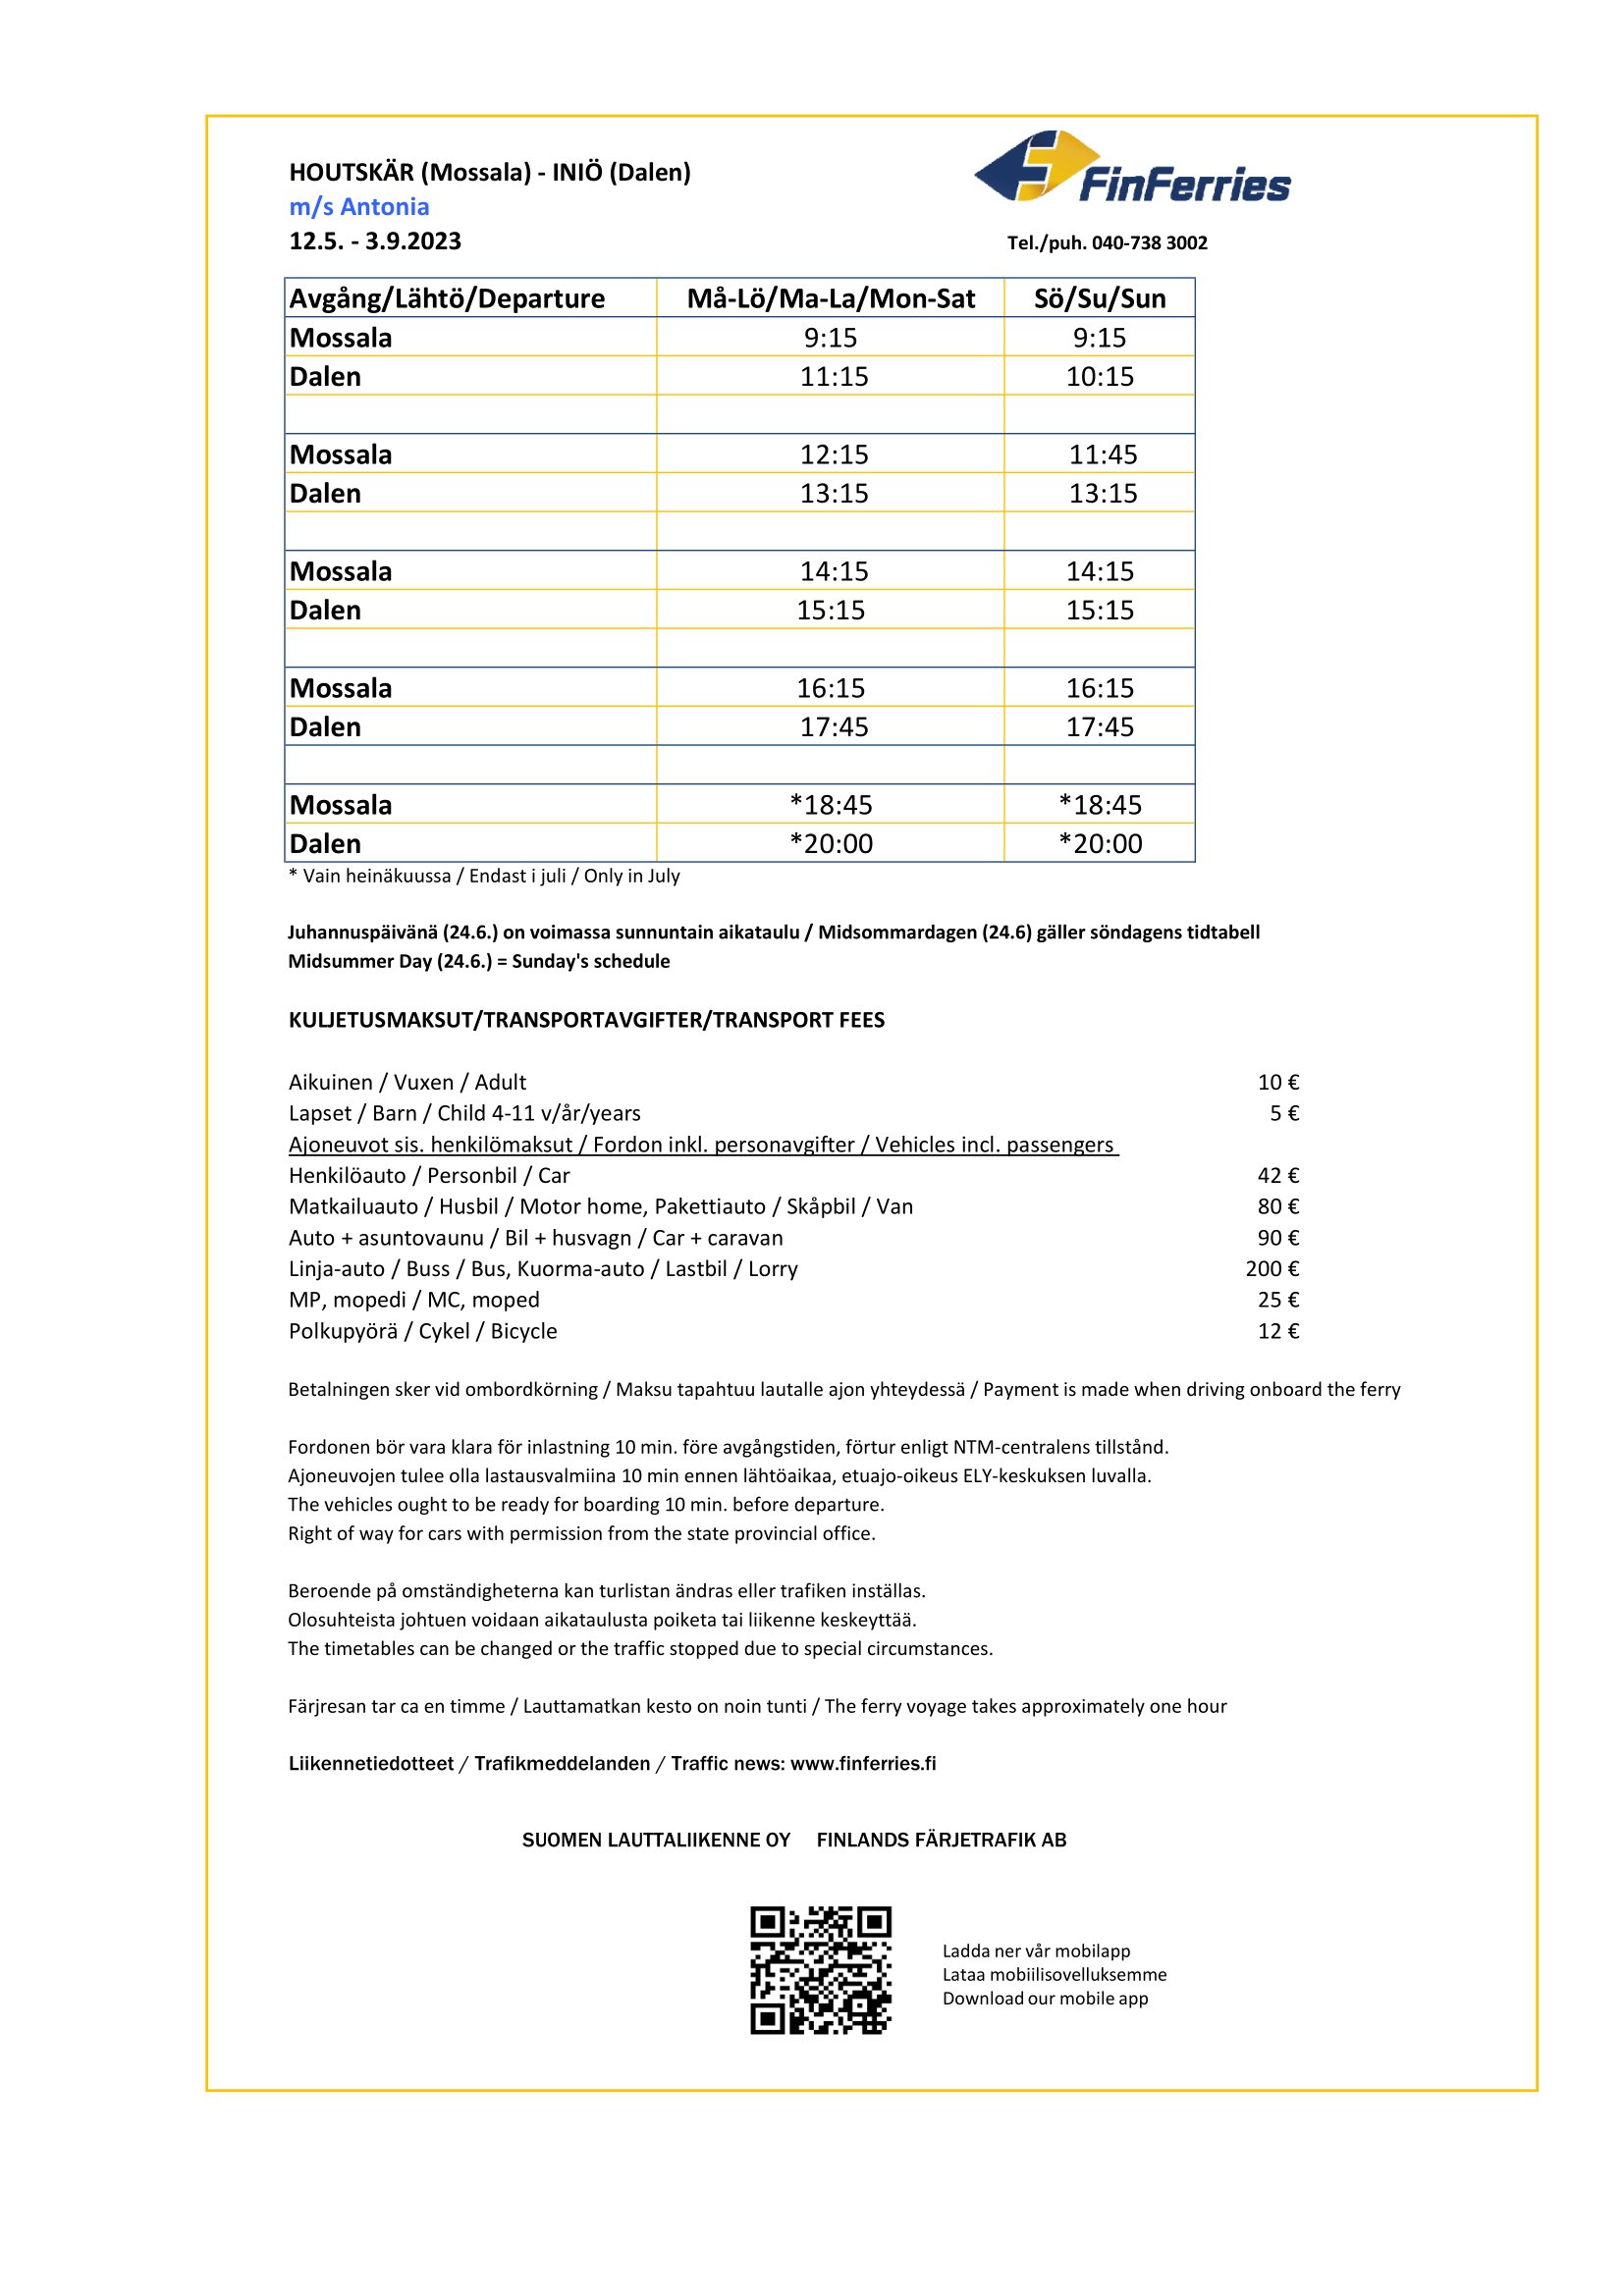 HOUTSKÄR (Mossala) - INIÖ (Dalen)
FinFerries
m/s Antonia
12.5. - 3.9.2023
Tel./puh. 040-738 3002
Avgång/Lähtö/Departure Må-Lö/Ma-La/Mon-Sat Sö/Su/Sun
Mossala 9:15 9:15
Dalen 11:15 10:15
Mossala 12:15 11:45
Dalen 13:15 13:15
Mossala 14:15 14:15
Dalen 15:15 15:15
Mossala 16:15 16:15
Dalen 17:45 17:45
Mossala *18:45 *18:45
Dalen *20:00 *20:00
* Vain heinäkuussa / Endast i juli / Only in July
Juhannuspäivänä (24.6.) on voimassa sunnuntain aikataulu / Midsommardagen (24.6) gäller söndagens tidtabell
Midsummer Day (24.6.) = Sunday's schedule
KULJETUSMAKSUT/TRANSPORTAVGIFTER/TRANSPORT FEES
Aikuinen / Vuxen / Adult 10 €
Lapset / Barn / Child 4-11 v/år/years 5 €
Ajoneuvot sis. henkilömaksut / Fordon inkl. personavgifter / Vehicles incl. passengers
Henkilöauto / Personbil / Car 42 €
Matkailuauto / Husbil / Motor home, Pakettiauto / Skåpbil / Van 80 €
Auto + asuntovaunu / Bil + husvagn / Car + caravan 90 €
Linja-auto / Buss / Bus, Kuorma-auto / Lastbil / Lorry 200 €
MP, mopedi / MC, moped 25 €
Polkupyörä / Cykel / Bicycle 12 €
Betalningen sker vid ombordkörning / Maksu tapahtuu lautalle ajon yhteydessä / Payment is made when driving onboard the ferry
Fordonen bör vara klara för inlastning 10 min. före avgångstiden, förtur enligt NTM-centralens tillstånd.
Ajoneuvojen tulee olla lastausvalmiina 10 min ennen lähtöaikaa, etuajo-oikeus ELY-keskuksen luvalla.
The vehicles ought to be ready for boarding 10 min. before departure.
Right of way for cars with permission from the state provincial office.
Beroende på omständigheterna kan turlistan ändras eller trafiken inställas.
Olosuhteista johtuen voidaan aikataulusta poiketa tai liikenne keskeyttää.
The timetables can be changed or the traffic stopped due to special circumstances.
Färjresan tar ca en timme / Lauttamatkan kesto on noin tunti / The ferry voyage takes approximately one hour
Liikennetiedotteet / Trafikmeddelanden / Traffic news: www.finferries.fi
SUOMEN LAUTTALIIKENNE OY FINLANDS FÄRJETRAFIK AB
Ladda ner vår mobilapp
Lataa mobiilisovelluksemme
Download our mobile app